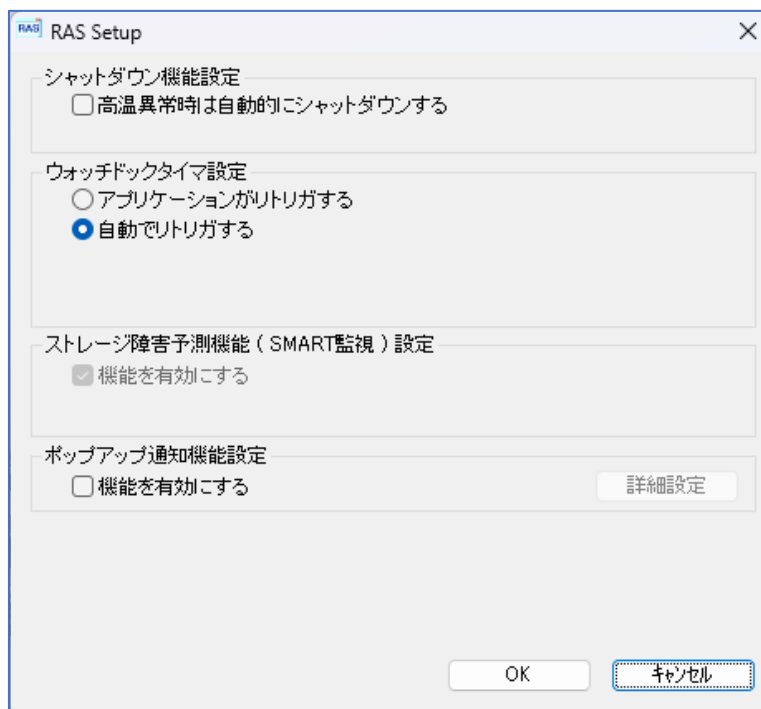 RAS RAS Setup
シャットダウン機能設定
高温異常時は自動的にシャットダウンする
ウォッチドックタイマ設定
アプリケーションがリトリガする
自動でリトリガする
ストレージ障害予測機能 ( SMART監視 ) 設定
機能を有効にする
ポップアップ通知機能設定
機能を有効にする 詳細設定
OK キャンセル